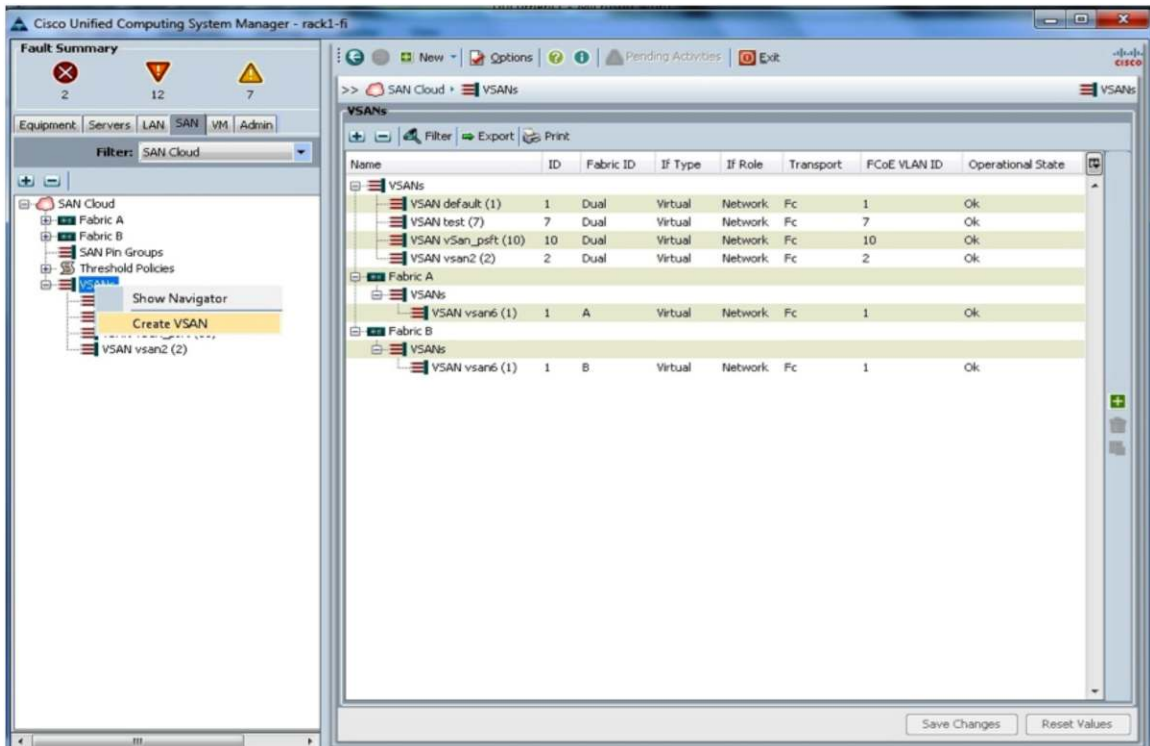 Cisco Unified Computing System Manager - rack1-fi
Fault Summary
2 12 7
Equipment Servers LAN SAN VM Admin
Filter: SAN Cloud
SAN Cloud
Fabric A
Fabric B
SAN Pin Groups
Threshold Policies
VSANs
Show Navigator
Create VSAN
VSAN vsan2 (2)
New Options Pending Activities Exit
CISCO
>> SAN Cloud VSANs VSANs
VSANs
Filter Export Print
Name ID Fabric ID If Type If Role Transport FCoE VLAN ID Operational State
VSANs
VSAN default (1) 1 Dual Virtual Network Fc 1 Ok
VSAN test (7) 7 Dual Virtual Network Fc 7 Ok
VSAN vSan_psft (10) 10 Dual Virtual Network Fc 10 Ok
VSAN vsan2 (2) 2 Dual Virtual Network Fc 2 Ok
Fabric A
VSANs
VSAN vsan6 (1) 1 A Virtual Network Fc 1 Ok
Fabric B
VSANs
VSAN vsan6 (1) 1 B Virtual Network Fc 1 Ok
Save Changes Reset Values